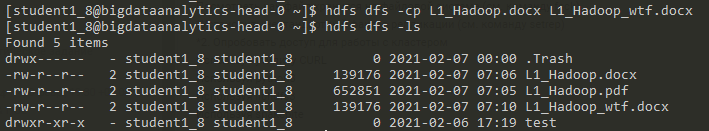 [student1_8@bigdataanalytics-head-0 ~]$ hdfs dfs -cp L1_Hadoop.docx L1_Hadoop_wtf.docx
[student1_8@bigdataanalytics-head-0 ~]$ hdfs dfs -ls
Found 5 items
drwx------   - student1_8 student1_8          0 2021-02-07 00:00 .Trash
-rw-r--r--   2 student1_8 student1_8     139176 2021-02-07 07:06 L1_Hadoop.docx
-rw-r--r--   2 student1_8 student1_8     652851 2021-02-07 07:05 L1_Hadoop.pdf
-rw-r--r--   2 student1_8 student1_8     139176 2021-02-07 07:10 L1_Hadoop_wtf.docx
drwxr-xr-x   - student1_8 student1_8          0 2021-02-06 17:19 test